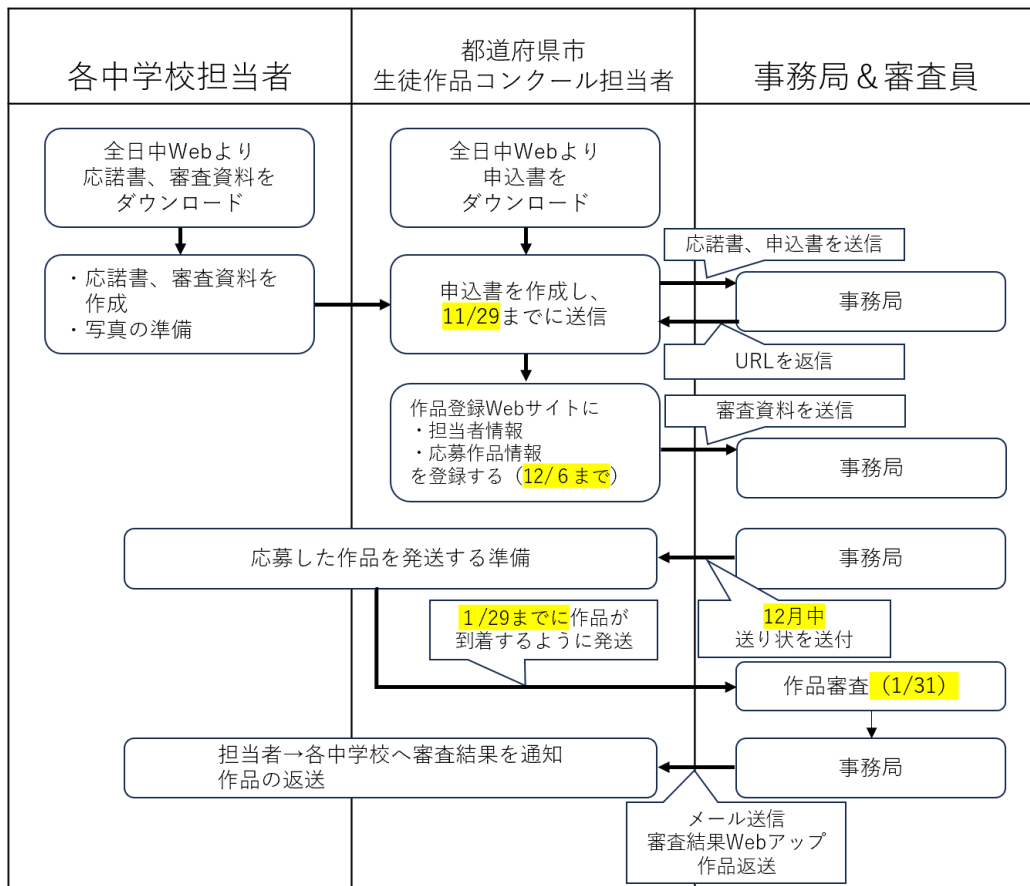 各中学校担当者
都道府県市
生徒作品コンクール担当者
事務局＆審査員
全日中Webより
応諾書、審査資料を
ダウンロード
全日中Webより
申込書を
ダウンロード
応諾書、申込書を送信
・応諾書、審査資料を
作成
・写真の準備
申込書を作成し、
11/29までに送信
事務局
URLを返信
作品登録Webサイトに
・担当者情報
・応募作品情報
を登録する（12/６まで）
審査資料を送信
事務局
応募した作品を発送する準備
事務局
１/29までに作品が
到着するように発送
12月中
送り状を送付
作品審査（1/31）
担当者→各中学校へ審査結果を通知
作品の返送
事務局
メール送信
審査結果Webアップ
作品返送